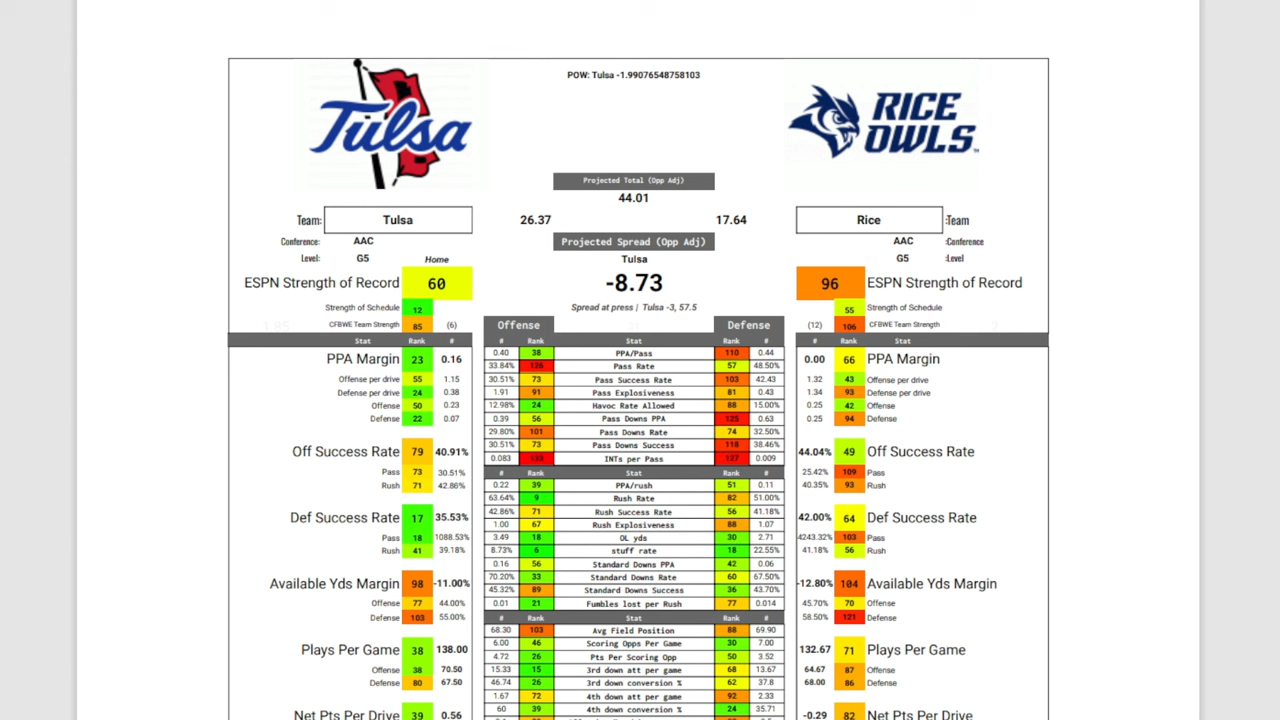 POW: Tulsa -1.99076548758103
Tulsa
RICE OWLS
Projected Total (Opp Adj)
44.01
Team: Tulsa 26.37 17.64 Rice :Team
Conference: AAC Projected Spread (Opp Adj) AAC :Conference
Level: G5 Home Tulsa G5 :Level
ESPN Strength of Record 60 -8.73 96 ESPN Strength of Record
Strength of Schedule 12 Spread at press | Tulsa -3, 57.5 55 Strength of Schedule
CFBWE Team Strength 85 (6) Offense Defense (12) 106 CFBWE Team Strength
Stat Rank # # Rank Stat Rank # # Rank Stat
PPA Margin 23 0.16 0.40 38 PPA/Pass 110 0.44 0.00 66 PPA Margin
33.84% 126 Pass Rate 57 48.50%
Offense per drive 55 1.15 30.51% 73 Pass Success Rate 103 42.43 1.32 43 Offense per drive
Defense per drive 24 0.38 1.91 91 Pass Explosiveness 81 0.43 1.34 93 Defense per drive
Offense 50 0.23 12.98% 24 Havoc Rate Allowed 88 15.00% 0.25 42 Offense
Defense 22 0.07 0.39 56 Pass Downs PPA 125 0.63 0.25 94 Defense
29.80% 101 Pass Downs Rate 74 32.50%
Off Success Rate 79 40.91% 30.51% 73 Pass Downs Success 118 38.46% 44.04% 49 Off Success Rate
0.083 133 INTs per Pass 127 0.009
Pass 73 30.51% # Rank Stat Rank # 25.42% 109 Pass
Rush 71 42.86% 0.22 39 PPA/rush 51 0.11 40.35% 93 Rush
63.64% 9 Rush Rate 82 51.00%
Def Success Rate 17 35.53% 42.86% 71 Rush Success Rate 56 41.18% 42.00% 64 Def Success Rate
1.00 67 Rush Explosiveness 88 1.07
Pass 18 1088.53% 3.49 18 OL yds 30 2.71 4243.32% 103 Pass
Rush 41 39.18% 8.73% 6 stuff rate 18 22.55% 41.18% 56 Rush
0.16 56 Standard Downs PPA 42 0.06
Available Yds Margin 98 -11.00% 70.20% 33 Standard Downs Rate 60 67.50% -12.80% 104 Available Yds Margin
45.32% 89 Standard Downs Success 36 43.70%
Offense 77 44.00% 0.01 21 Fumbles lost per Rush 77 0.014 45.70% 70 Offense
Defense 103 55.00% # Rank Stat Rank # 58.50% 121 Defense
68.30 103 Avg Field Position 88 69.90
Plays Per Game 38 138.00 6.00 46 Scoring Opps Per Game 30 7.00 132.67 71 Plays Per Game
4.72 26 Pts Per Scoring Opp 50 3.52
Offense 38 70.50 15.33 15 3rd down att per game 68 13.67 64.67 87 Offense
Defense 80 67.50 46.74 26 3rd down conversion % 62 37.8 68.00 86 Defense
1.67 72 4th down att per game 92 2.33
Net Pts Per Drive 39 0.56 60 39 4th down conversion % 24 35.71 -0.29 82 Net Pts Per Drive